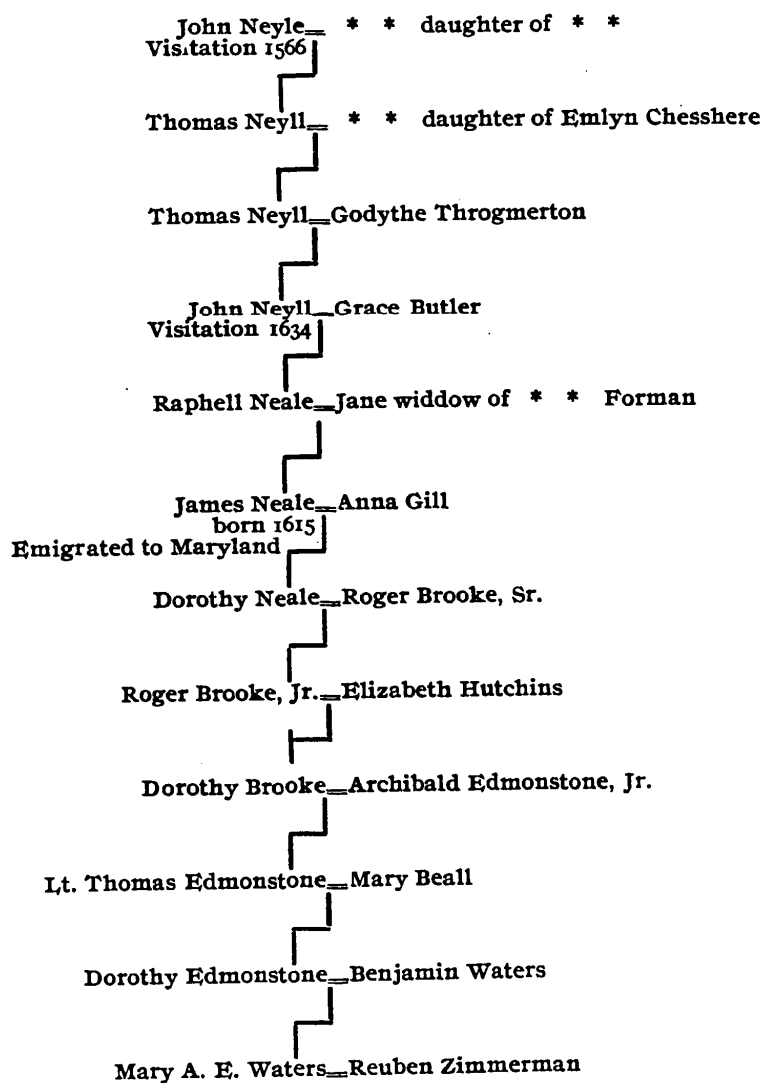 John Neyle= * * daughter of * *
Visitation 1566
Thomas Neyll= * * daughter of Emlyn Chesshere
Thomas Neyll=Godythe Throgmerton
John Neyll=Grace Butler
Visitation 1634
Raphell Neale=Jane widdow of * * Forman
James Neale=Anna Gill
born 1615
Emigrated to Maryland
Dorothy Neale=Roger Brooke, Sr.
Roger Brooke, Jr.=Elizabeth Hutchins
Dorothy Brooke=Archibald Edmonstone, Jr.
Lt. Thomas Edmonstone=Mary Beall
Dorothy Edmonstone=Benjamin Waters
Mary A. E. Waters=Reuben Zimmerman